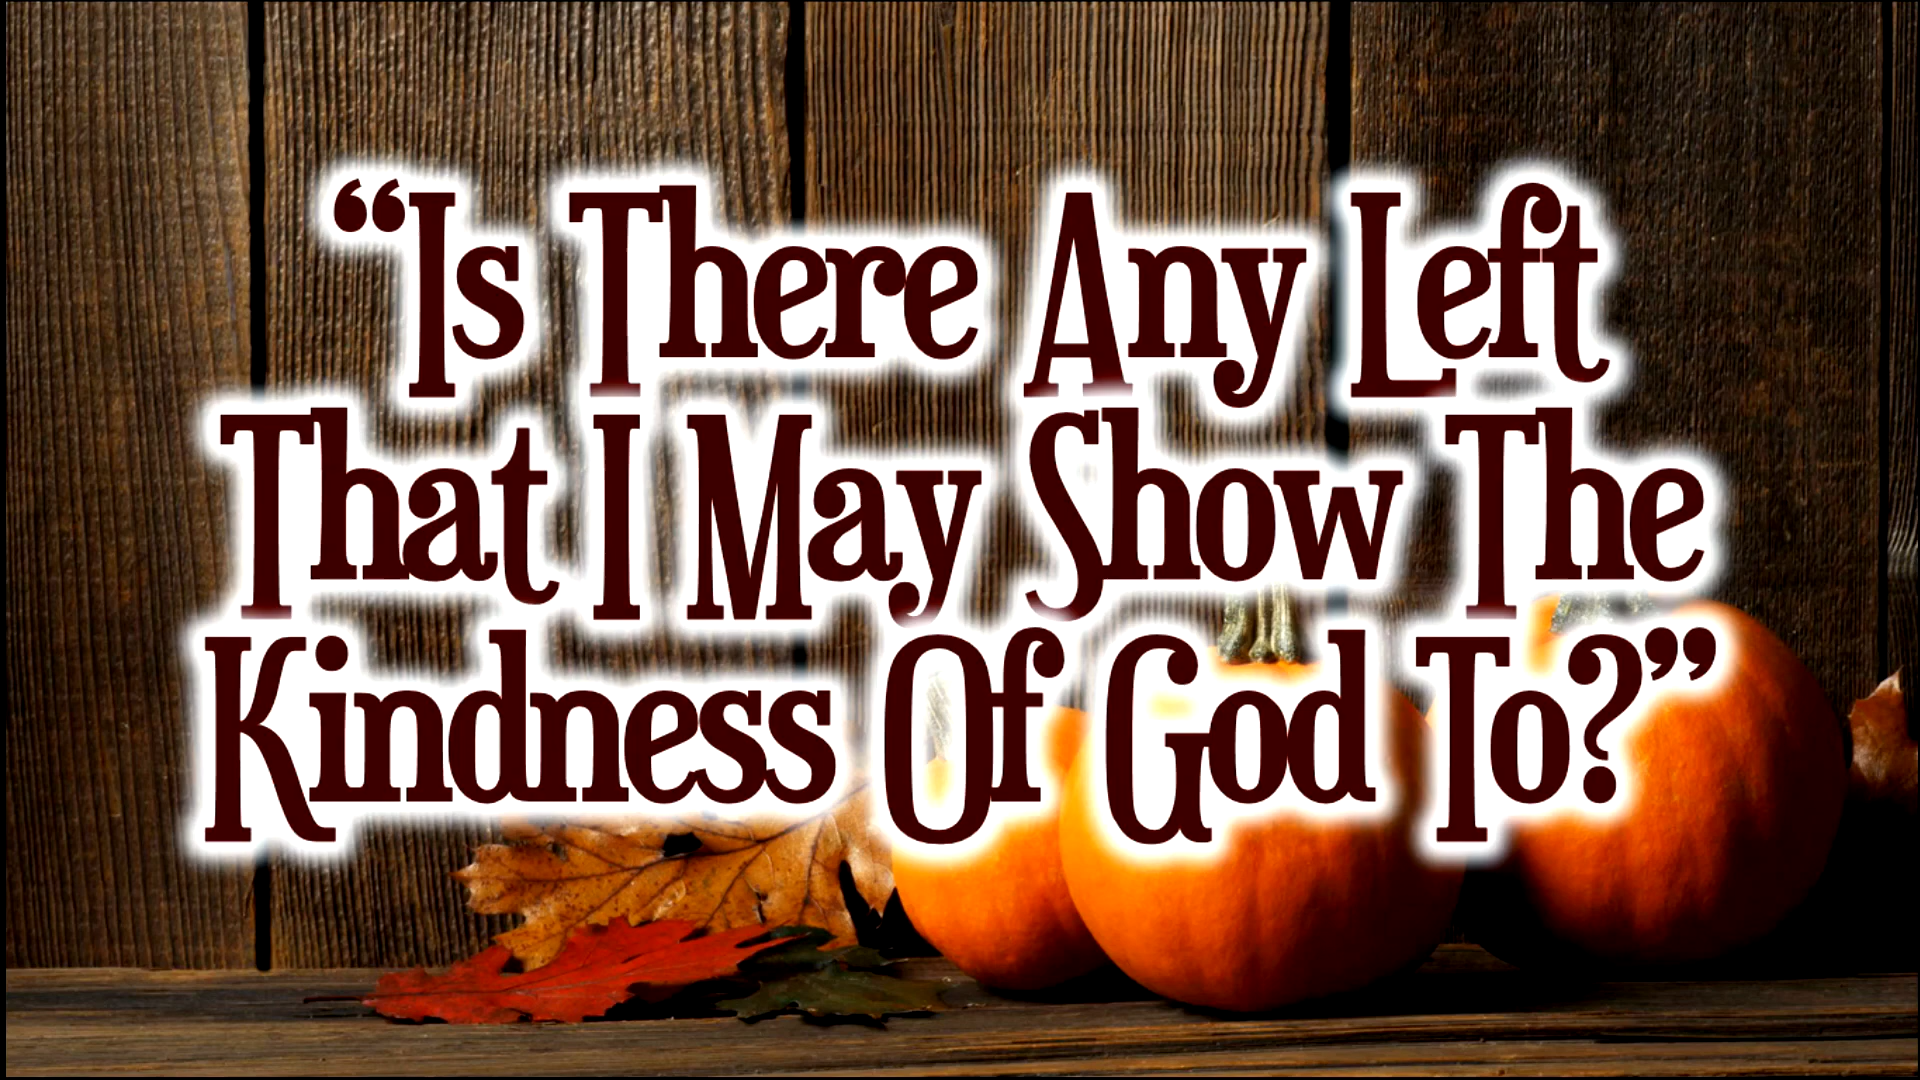 “Is There Any Left
That I May Show The
Kindness Of God To?”